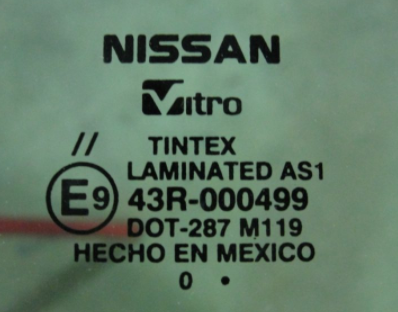 NISSAN
Vitro
// TINTEX
LAMINATED AS1
E9 43R-000499
DOT-287 M119
HECHO EN MEXICO
0 •